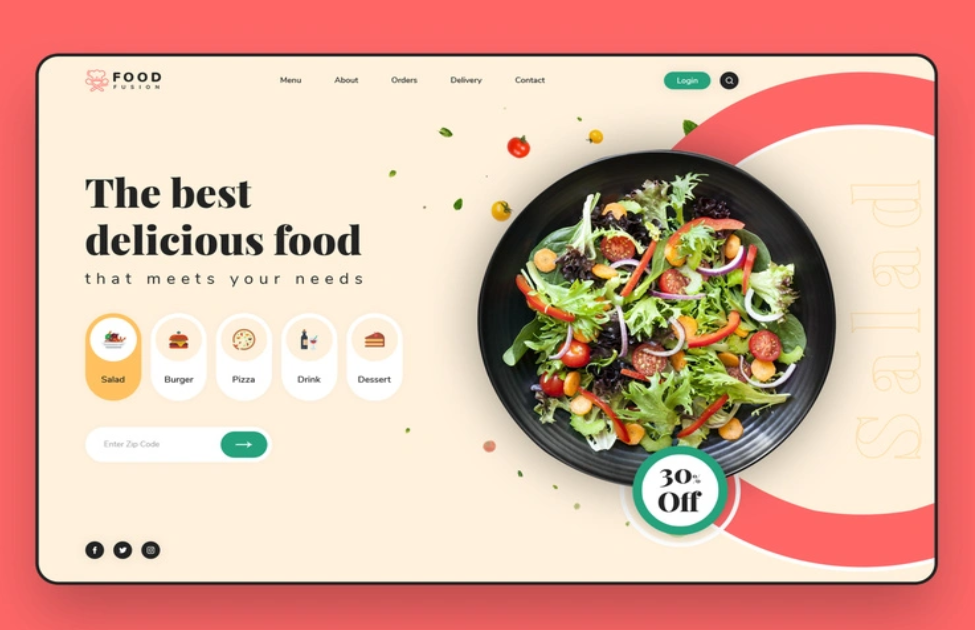 FOOD
FUSION
Menu About Orders Delivery Contact
Login
The best
delicious food
that meets your needs
Salad Burger Pizza Drink Dessert
Enter Zip Code
30%
Off
Salad